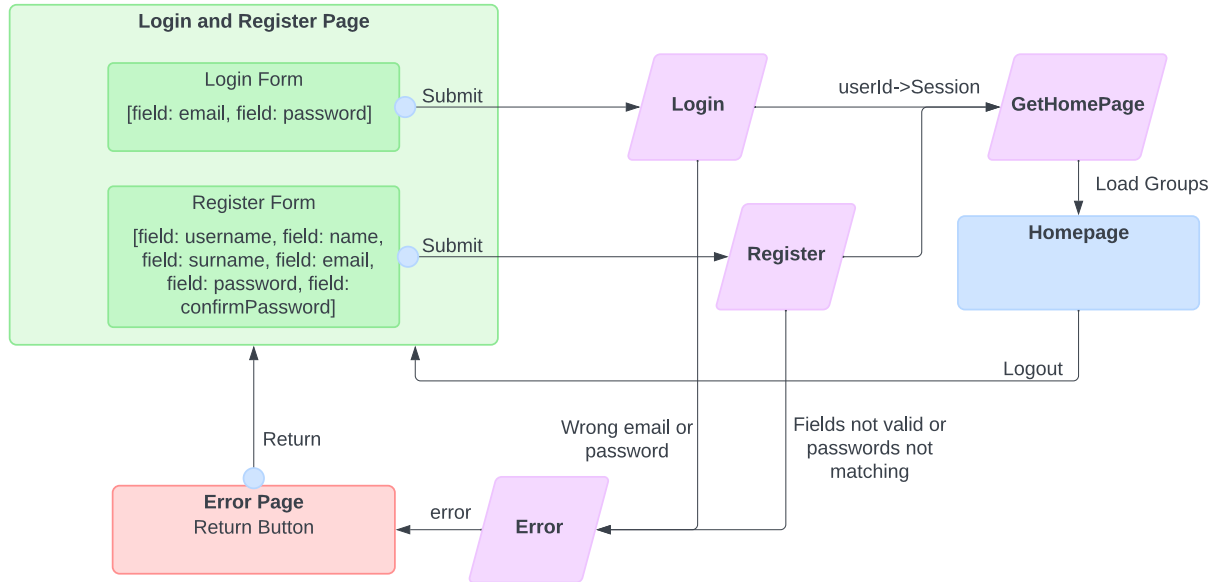 Login and Register Page
Login Form
[field: email, field: password]
Submit
Login
userId->Session
GetHomePage
Load Groups
Register Form
[field: username, field: name,
field: surname, field: email,
field: password, field:
confirmPassword]
Submit
Register
Homepage
Logout
Return
Wrong email or
password
Fields not valid or
passwords not
matching
Error Page
Return Button
error
Error